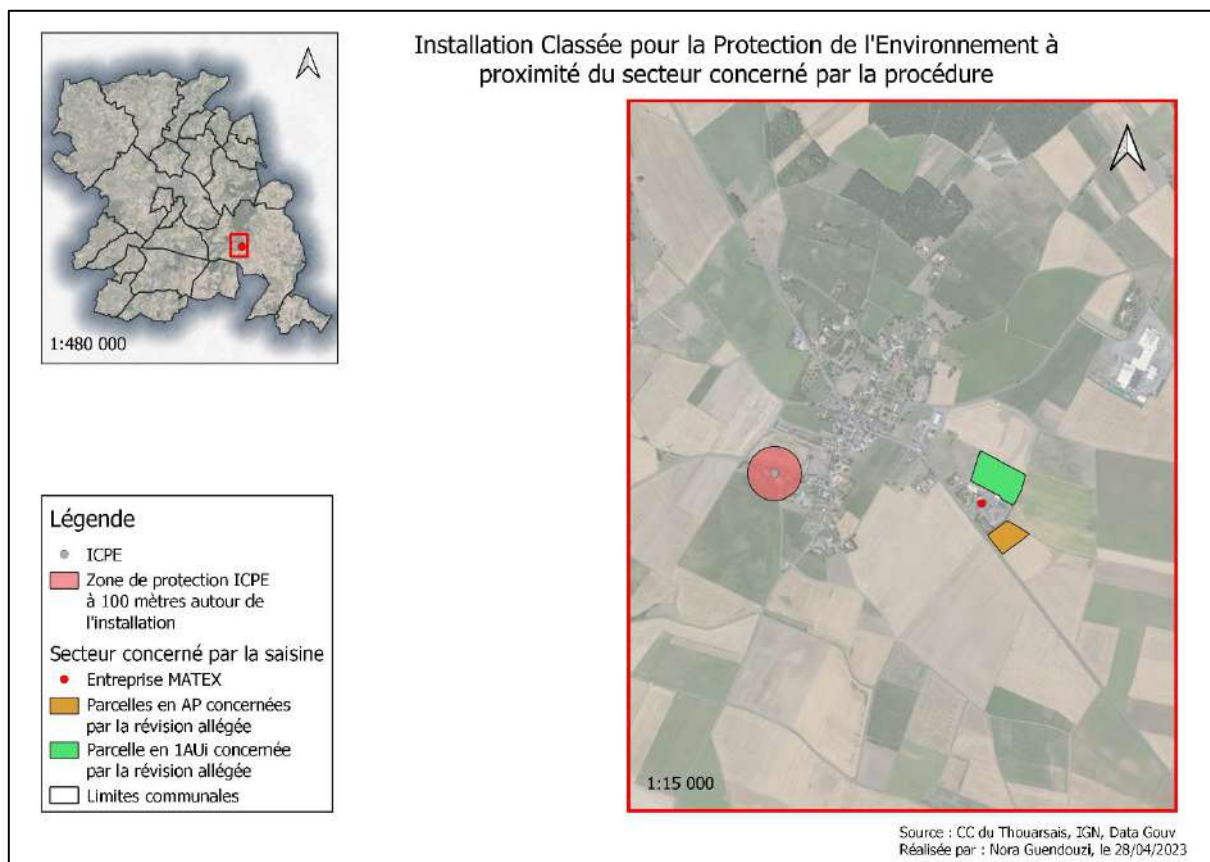 Installation Classée pour la Protection de l'Environnement à
proximité du secteur concerné par la procédure
1:480 000
Légende
ICPE
Zone de protection ICPE
à 100 mètres autour de
l'installation
Secteur concerné par la saisine
Entreprise MATEX
Parcelles en AP concernées
par la révision allégée
Parcelle en 1AUi concernée
par la révision allégée
Limites communales
1:15 000
Source : CC du Thouarsais, IGN, Data Gouv
Réalisée par : Nora Guendouzi, le 28/04/2023